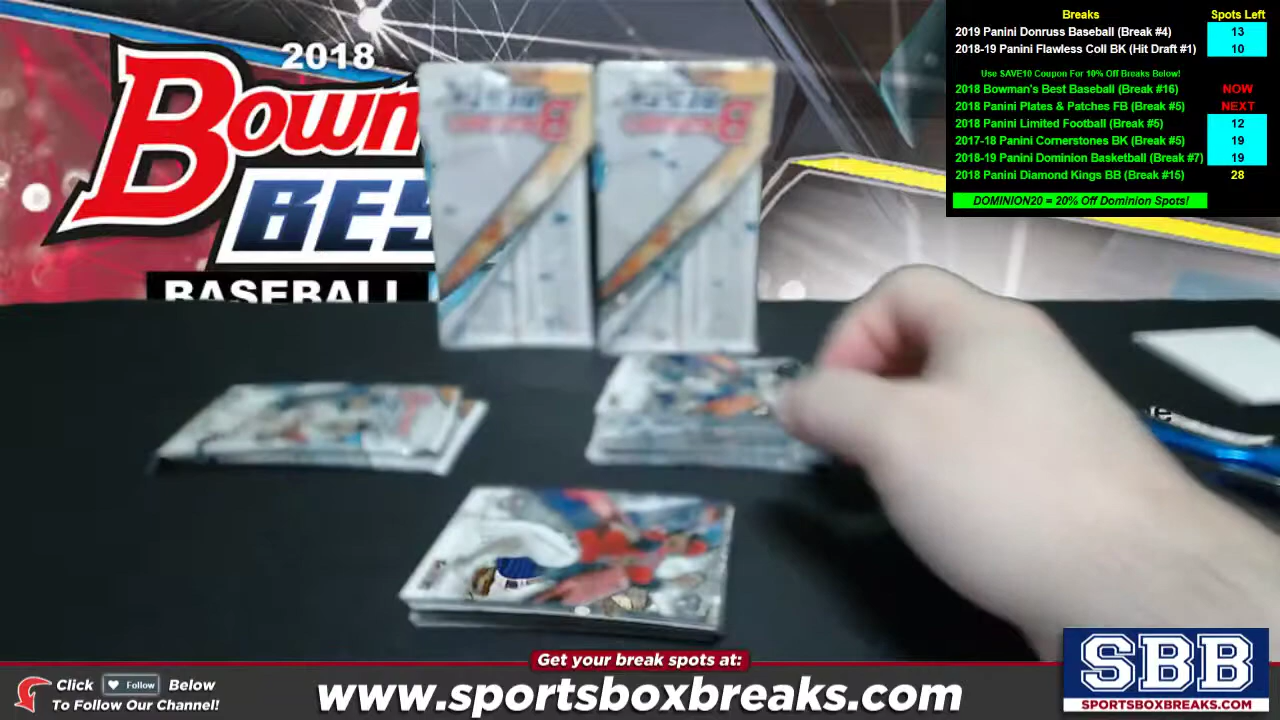 Breaks Spots Left
2019 Panini Donruss Baseball (Break #4) 13
2018-19 Panini Flawless Coll BK (Hit Draft #1) 10
Use SAVE10 Coupon For 10% Off Breaks Below!
2018 Bowman's Best Baseball (Break #16) NOW
2018 Panini Plates & Patches FB (Break #5) NEXT
2018 Panini Limited Football (Break #5) 12
2017-18 Panini Cornerstones BK (Break #5) 19
2018-19 Panini Dominion Basketball (Break #7) 19
2018 Panini Diamond Kings BB (Break #15) 28
DOMINION20 = 20% Off Dominion Spots!
2018
Bowm
BES
BASEBALL
Get your break spots at:
Click Follow Below
To Follow Our Channel!
www.sportsboxbreaks.com
SBB
SPORTSBOXBREAKS.COM